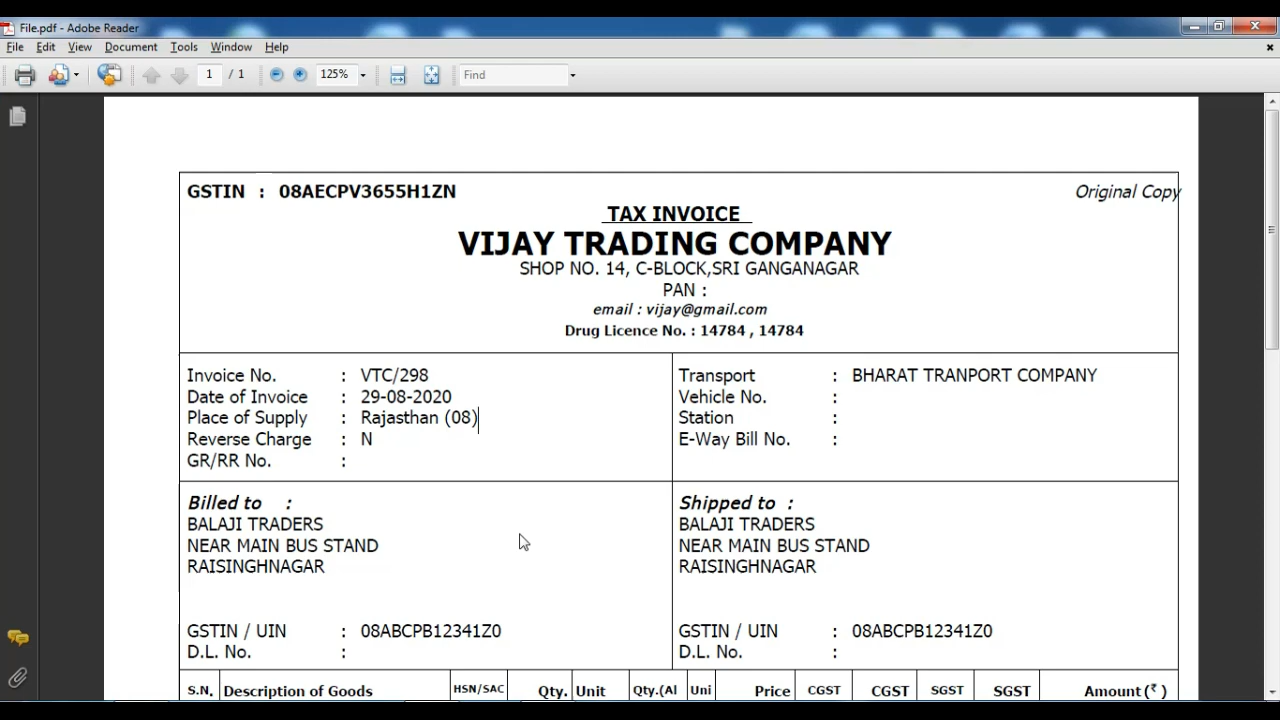 File.pdf - Adobe Reader
File Edit View Document Tools Window Help
1 / 1 125% Find
GSTIN : 08AECPV3655H1ZN Original Copy
TAX INVOICE
VIJAY TRADING COMPANY
SHOP NO. 14, C-BLOCK,SRI GANGANAGAR
PAN :
email : vijay@gmail.com
Drug Licence No. : 14784 , 14784
Invoice No. : VTC/298
Date of Invoice : 29-08-2020
Place of Supply : Rajasthan (08)
Reverse Charge : N
GR/RR No. :
Transport : BHARAT TRANPORT COMPANY
Vehicle No. :
Station :
E-Way Bill No. :
Billed to :
BALAJI TRADERS
NEAR MAIN BUS STAND
RAISINGHNAGAR
GSTIN / UIN : 08ABCPB12341Z0
D.L. No. :
Shipped to :
BALAJI TRADERS
NEAR MAIN BUS STAND
RAISINGHNAGAR
GSTIN / UIN : 08ABCPB12341Z0
D.L. No. :
S.N. Description of Goods HSN/SAC Qty. Unit Qty.(Al Uni Price CGST CGST SGST SGST Amount (₹ )